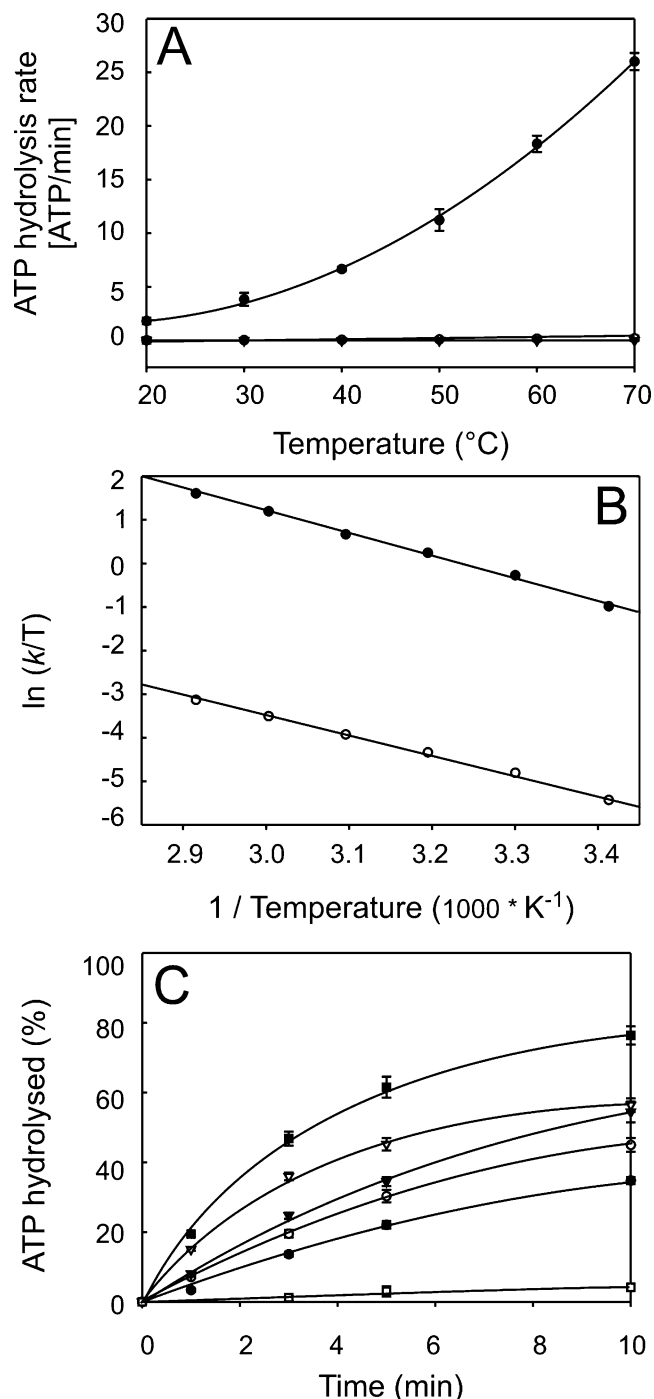 A
ATP hydrolysis rate
[ATP/min]
30
25
20
15
10
5
0
20 30 40 50 60 70
Temperature (°C)
B
ln (k/T)
2
1
0
-1
-2
-3
-4
-5
-6
2.9 3.0 3.1 3.2 3.3 3.4
1 / Temperature (1000 * K⁻¹)
C
ATP hydrolysed (%)
100
80
60
40
20
0
0 2 4 6 8 10
Time (min)